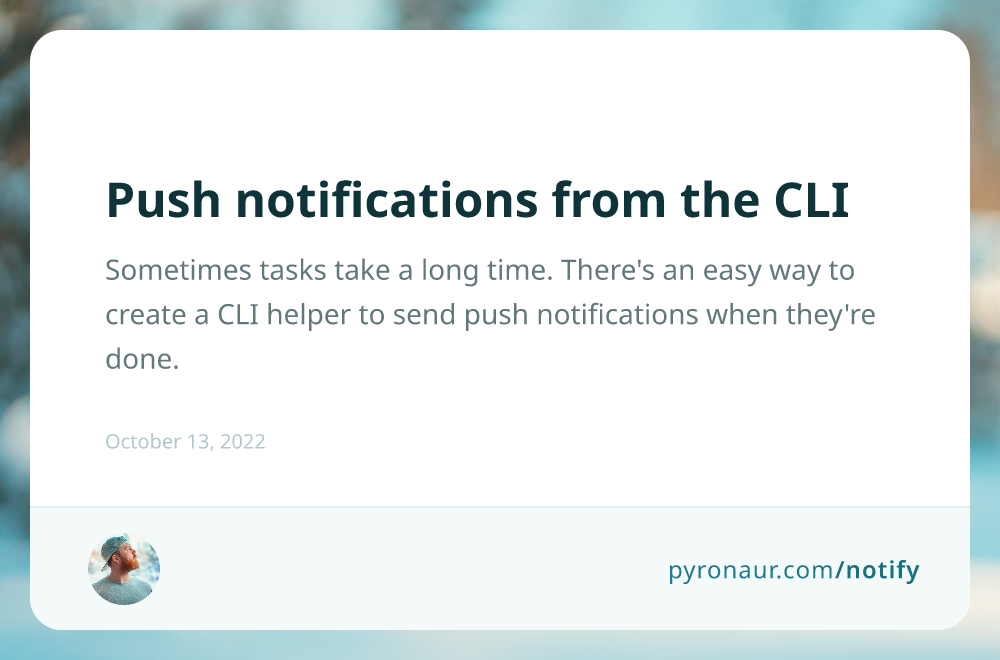 Push notifications from the CLI
Sometimes tasks take a long time. There's an easy way to
create a CLI helper to send push notifications when they're
done.
October 13, 2022
pyronaur.com/notify